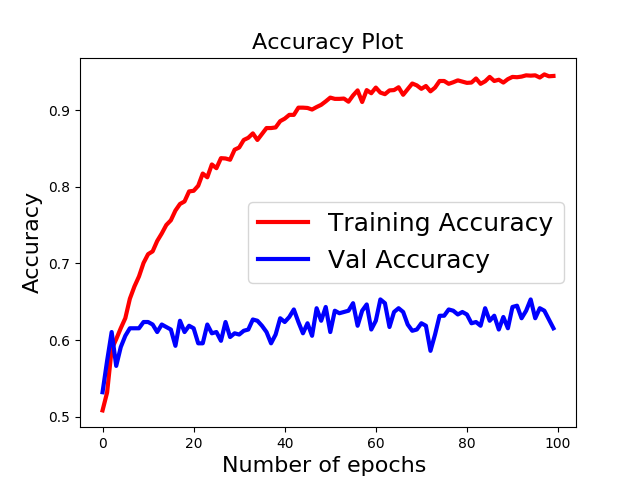 Accuracy Plot
Accuracy
0.9
0.8
0.7
0.6
0.5
Training Accuracy
Val Accuracy
0 20 40 60 80 100
Number of epochs